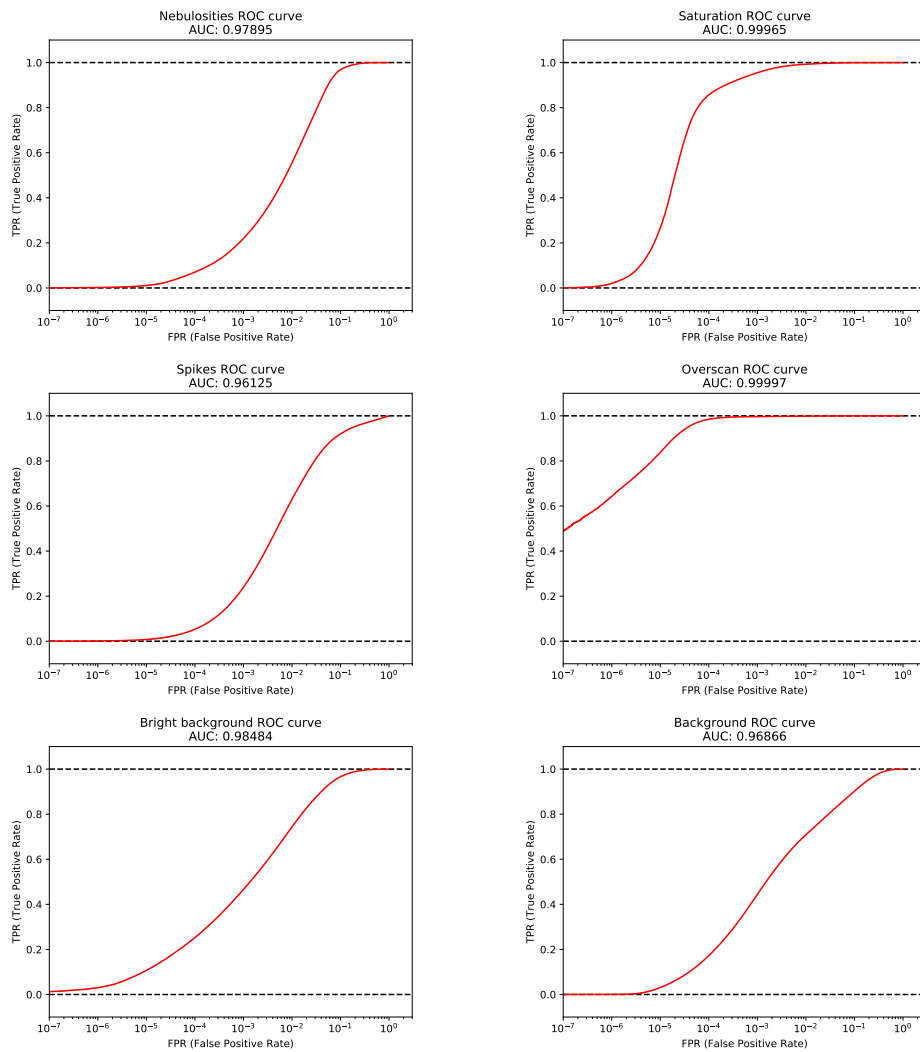 Nebulosities ROC curve
AUC: 0.97895
TPR (True Positive Rate)
1.0
0.8
0.6
0.4
0.2
0.0
10⁻⁷ 10⁻⁶ 10⁻⁵ 10⁻⁴ 10⁻³ 10⁻² 10⁻¹ 10⁰
FPR (False Positive Rate)
Saturation ROC curve
AUC: 0.99965
TPR (True Positive Rate)
1.0
0.8
0.6
0.4
0.2
0.0
10⁻⁷ 10⁻⁶ 10⁻⁵ 10⁻⁴ 10⁻³ 10⁻² 10⁻¹ 10⁰
FPR (False Positive Rate)
Spikes ROC curve
AUC: 0.96125
TPR (True Positive Rate)
1.0
0.8
0.6
0.4
0.2
0.0
10⁻⁷ 10⁻⁶ 10⁻⁵ 10⁻⁴ 10⁻³ 10⁻² 10⁻¹ 10⁰
FPR (False Positive Rate)
Overscan ROC curve
AUC: 0.99997
TPR (True Positive Rate)
1.0
0.8
0.6
0.4
0.2
0.0
10⁻⁷ 10⁻⁶ 10⁻⁵ 10⁻⁴ 10⁻³ 10⁻² 10⁻¹ 10⁰
FPR (False Positive Rate)
Bright background ROC curve
AUC: 0.98484
TPR (True Positive Rate)
1.0
0.8
0.6
0.4
0.2
0.0
10⁻⁷ 10⁻⁶ 10⁻⁵ 10⁻⁴ 10⁻³ 10⁻² 10⁻¹ 10⁰
FPR (False Positive Rate)
Background ROC curve
AUC: 0.96866
TPR (True Positive Rate)
1.0
0.8
0.6
0.4
0.2
0.0
10⁻⁷ 10⁻⁶ 10⁻⁵ 10⁻⁴ 10⁻³ 10⁻² 10⁻¹ 10⁰
FPR (False Positive Rate)